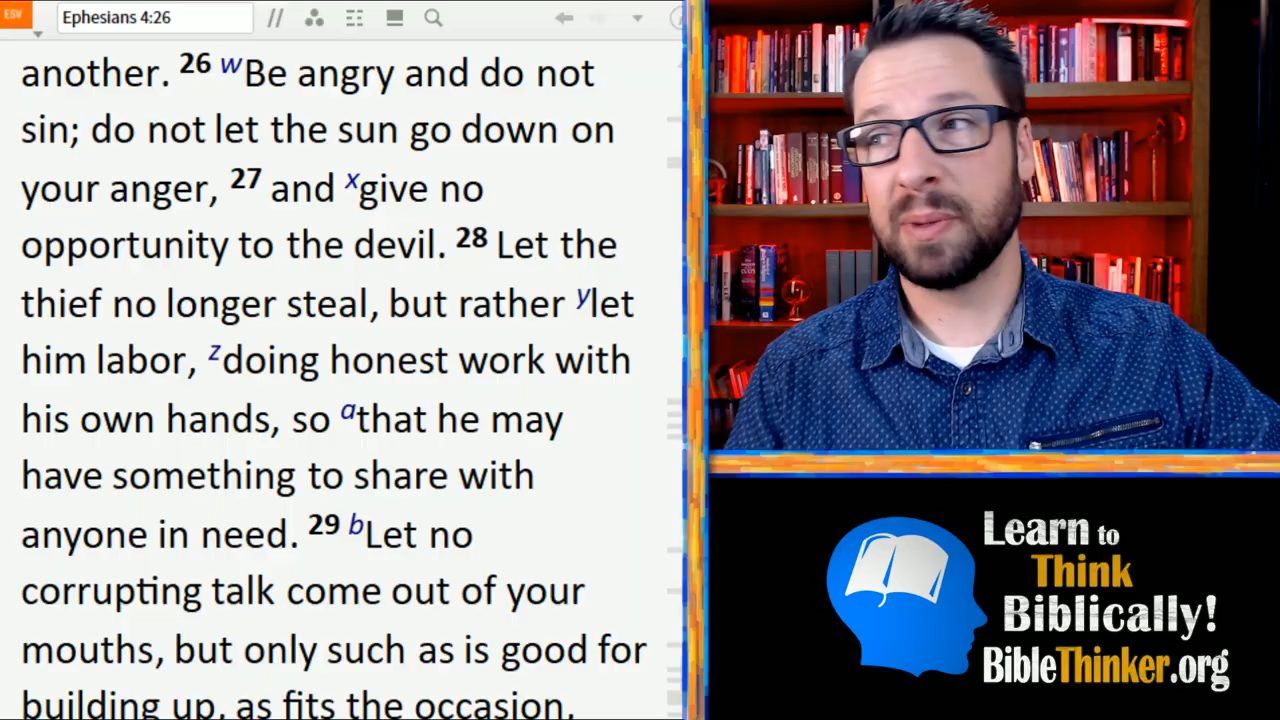 ESV
Ephesians 4:26
another. 26 wBe angry and do not
sin; do not let the sun go down on
your anger, 27 and xgive no
opportunity to the devil. 28 Let the
thief no longer steal, but rather ylet
him labor, zdoing honest work with
his own hands, so athat he may
have something to share with
anyone in need. 29 bLet no
corrupting talk come out of your
mouths, but only such as is good for
building up, as fits the occasion,
Learn to
Think
Biblically!
BibleThinker.org